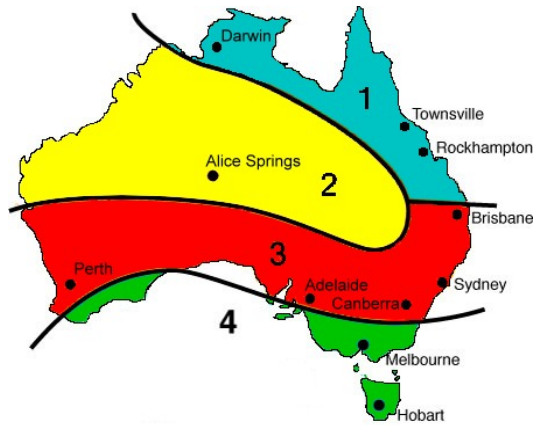 Darwin
1
Townsville
Rockhampton
Alice Springs
2
Brisbane
3
Perth
Adelaide
Sydney
Canberra
4
Melbourne
Hobart